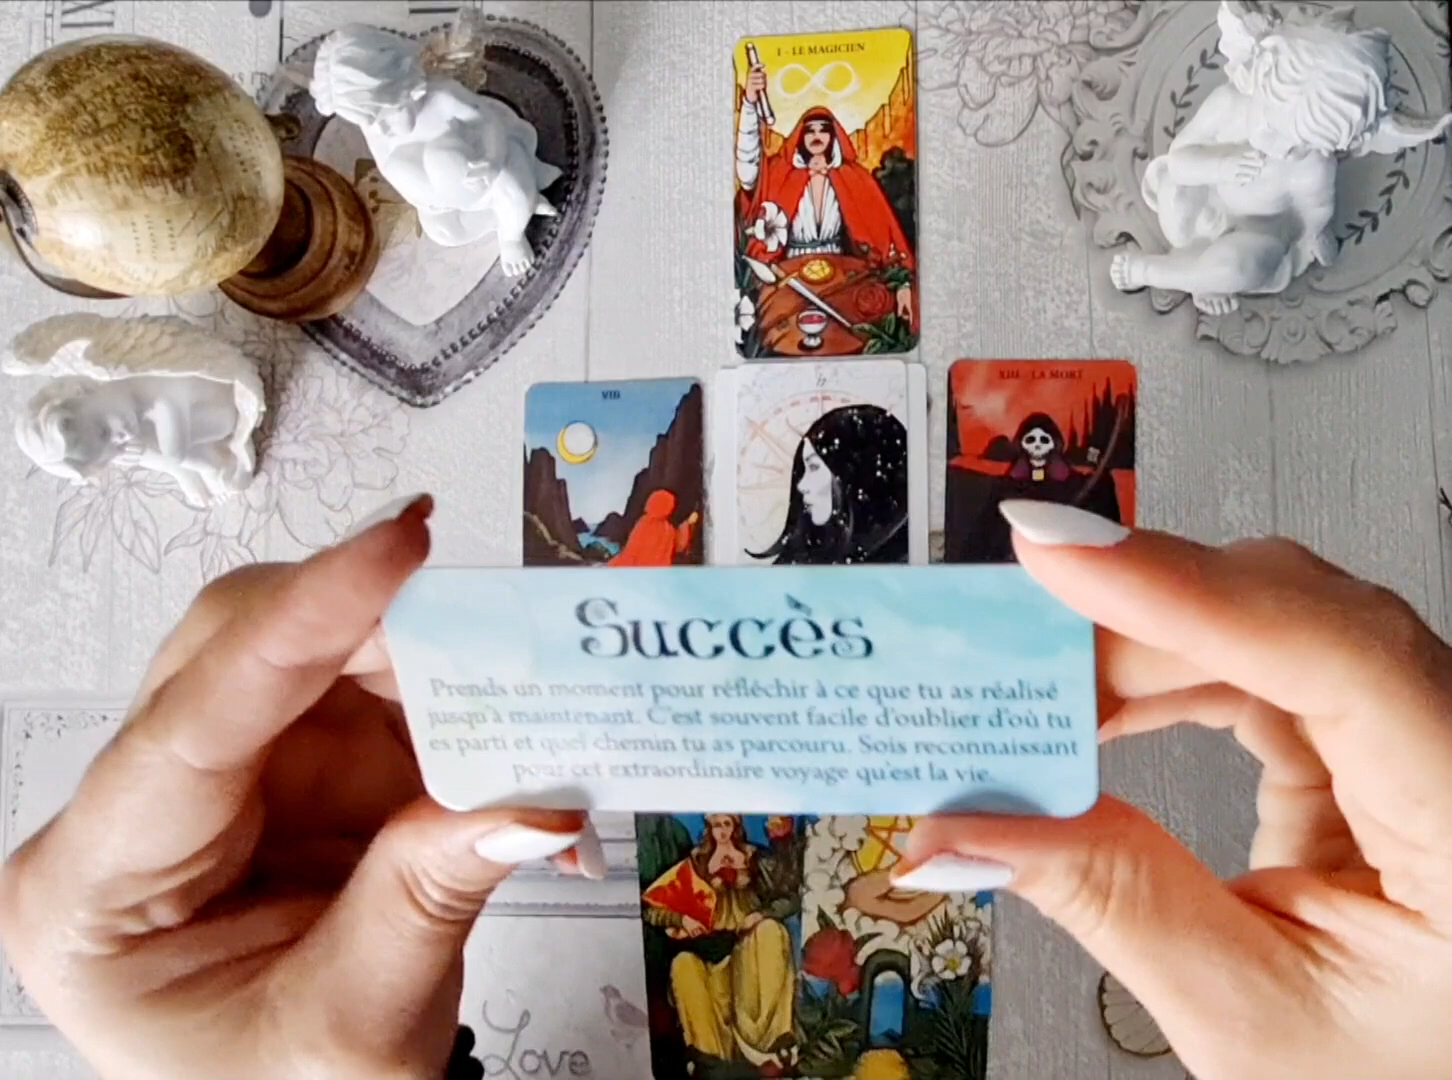 I - LE MAGICIEN
VIII
XIII - LA MORT
Succès
Prends un moment pour réfléchir à ce que tu as réalisé
jusqu'à maintenant. C'est souvent facile d'oublier d'où tu
es parti et quel chemin tu as parcouru. Sois reconnaissant
pour cet extraordinaire voyage qu'est la vie.
Love